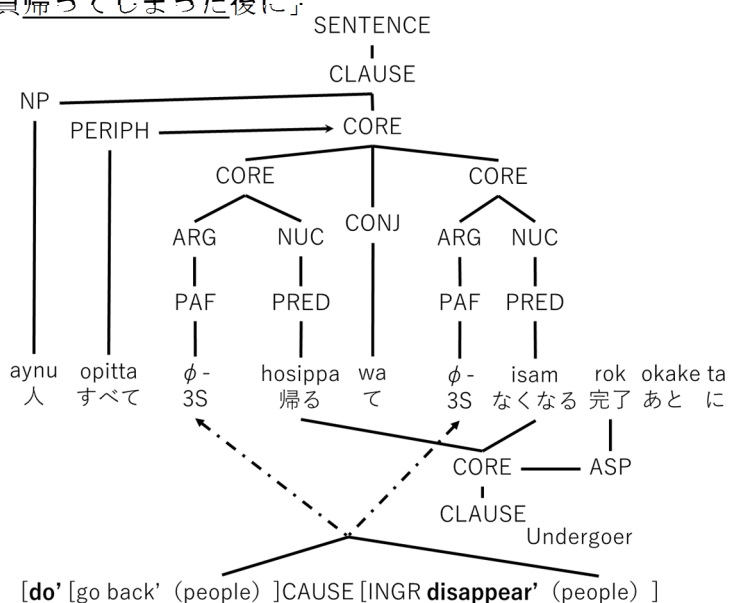 員帰ってしまった後に」
SENTENCE
CLAUSE
NP
PERIPH CORE
CORE CORE
CONJ
ARG NUC ARG NUC
PAF PRED PAF PRED
aynu opitta φ- hosippa wa φ- isam rok okake ta
人 すべて 3S 帰る て 3S なくなる 完了 あと に
CORE ASP
CLAUSE
Undergoer
[do’ [go back’（people）]CAUSE [INGR disappear’（people）]